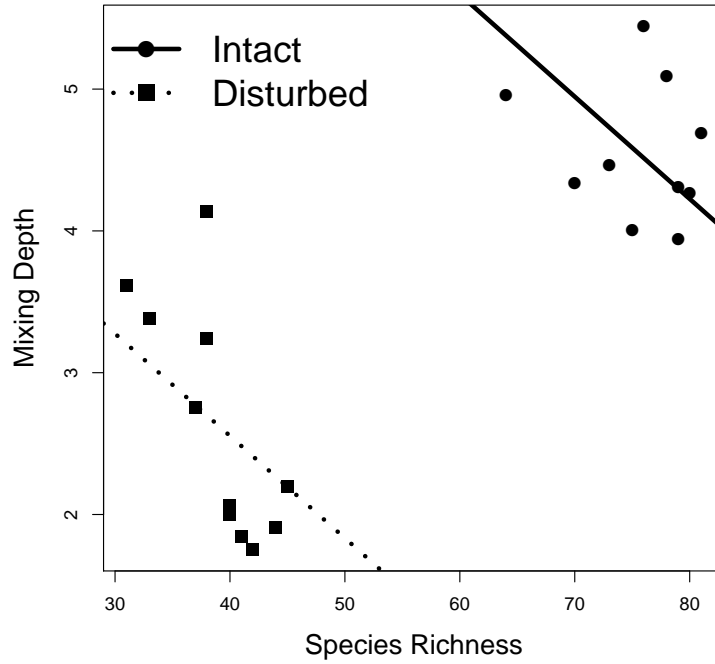 Intact
Disturbed
5
4
3
2
Mixing Depth
30 40 50 60 70 80
Species Richness